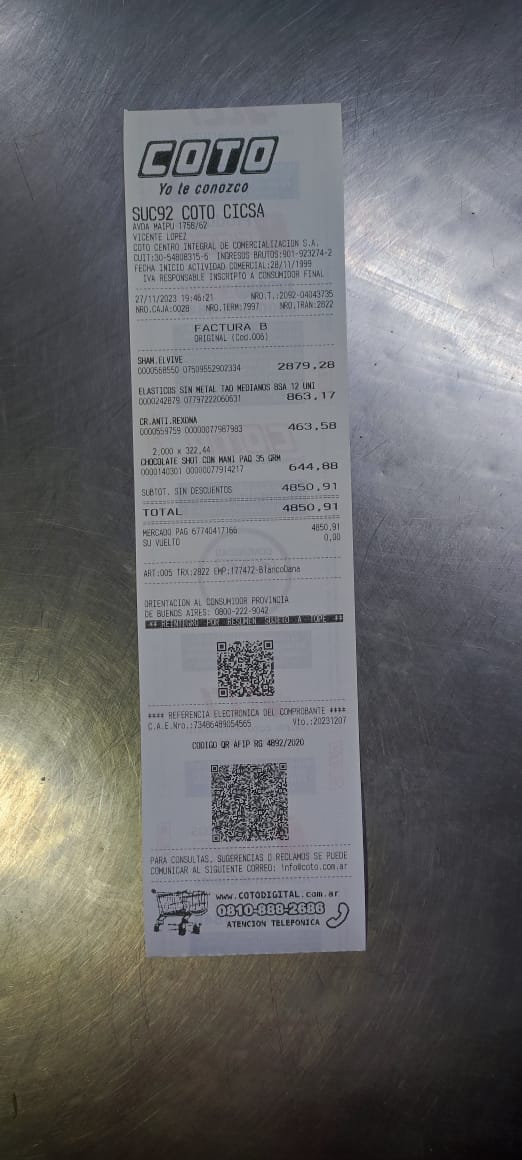 COTO
Yo te conozco
SUC92 COTO CICSA
AVDA MAIPU 1758/62
VICENTE LOPEZ
COTO CENTRO INTEGRAL DE COMERCIALIZACION S.A.
CUIT:30-54808315-6 INGRESOS BRUTOS:901-923274-2
FECHA INICIO ACTIVIDAD COMERCIAL:28/11/1999
IVA RESPONSABLE INSCRIPTO A CONSUMIDOR FINAL
27/11/2023 19:46:21 NRO.T.:2092-04043735
NRO.CAJA:0028 NRO.TERM:7997 NRO.TRAN:2822
FACTURA B
ORIGINAL (Cod.006)
SHAM.ELVIVE
0000568550 07509552902334 2879,28
ELASTICOS SIN METAL TAO MEDIANOS BSA 12 UNI
0000242879 07797222060631 863,17
CR.ANTI.REXONA
0000559759 00000077987983 463,58
2,000 x 322,44
CHOCOLATE SHOT CON MANI PAQ 35 GRM
0000140301 00000077914217 644,88
SUBTOT. SIN DESCUENTOS 4850,91
TOTAL 4850,91
MERCADO PAG 67740417166 4850,91
SU VUELTO 0,00
ART:005 TRX:2822 EMP:177472-BlancoDana
ORIENTACION AL CONSUMIDOR PROVINCIA
DE BUENOS AIRES: 0800-222-9042
** REINTEGRO POR RESUMEN SUJETO A TOPE **
**** REFERENCIA ELECTRONICA DEL COMPROBANTE ****
C.A.E.Nro.:73486489054565 Vto.:20231207
CODIGO QR AFIP RG 4892/2020
PARA CONSULTAS, SUGERENCIAS O RECLAMOS SE PUEDE
COMUNICAR AL SIGUIENTE CORREO: info@coto.com.ar
www.COTODIGITAL.com.ar
0810-888-2686
ATENCION TELEFONICA